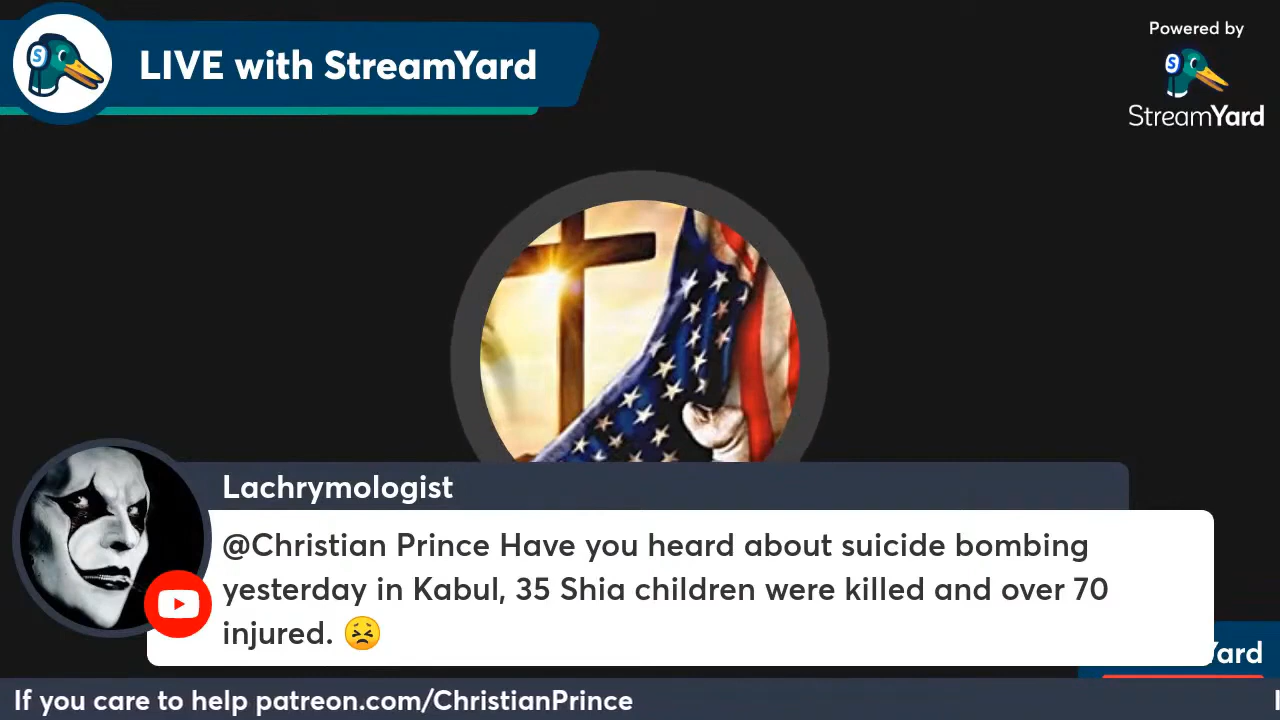 LIVE with StreamYard
Powered by
StreamYard
Lachrymologist
@Christian Prince Have you heard about suicide bombing
yesterday in Kabul, 35 Shia children were killed and over 70
injured. 😣
Yard
If you care to help patreon.com/ChristianPrince